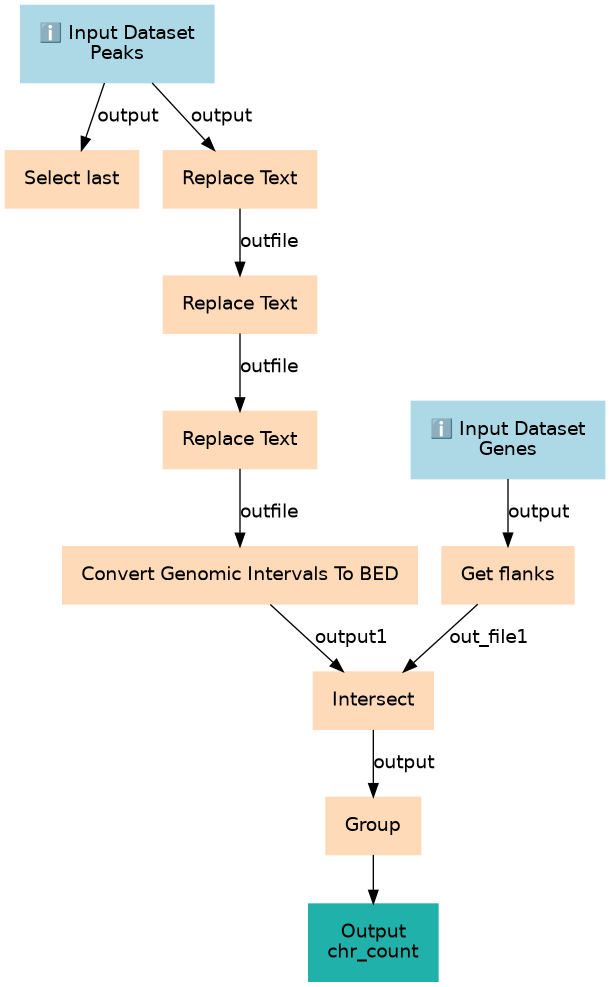 ℹ️ Input Dataset
Peaks
output
output
Select last
Replace Text
outfile
Replace Text
outfile
Replace Text
ℹ️ Input Dataset
Genes
outfile
output
Convert Genomic Intervals To BED
Get flanks
output1
out_file1
Intersect
output
Group
Output
chr_count